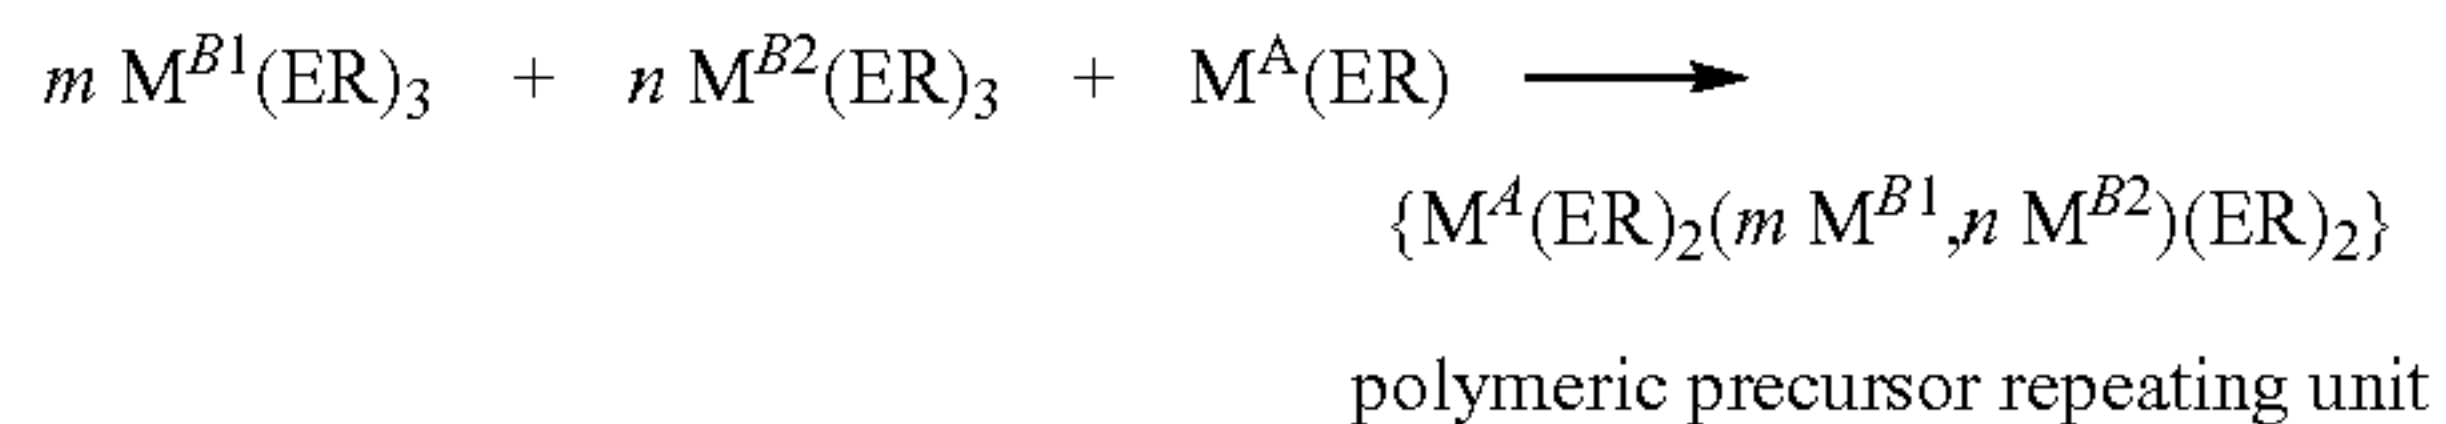 m M^{B1}(ER)_3 + n M^{B2}(ER)_3 + M^A(ER) ⟶
{M^A(ER)_2(m M^{B1},n M^{B2})(ER)_2}
polymeric precursor repeating unit